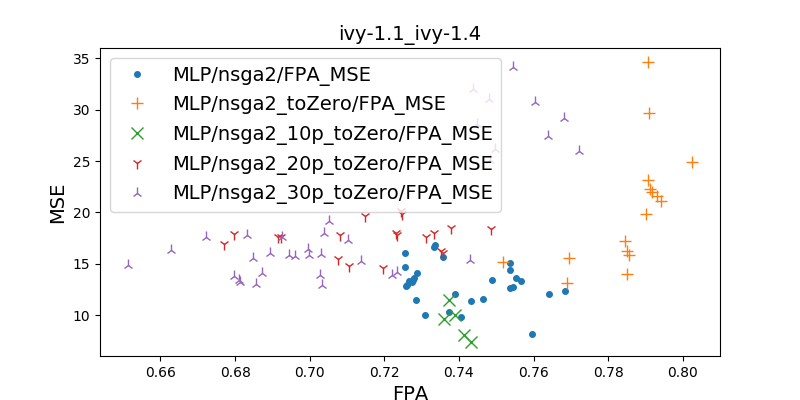 ivy-1.1_ivy-1.4
MLP/nsga2/FPA_MSE
MLP/nsga2_toZero/FPA_MSE
MLP/nsga2_10p_toZero/FPA_MSE
MLP/nsga2_20p_toZero/FPA_MSE
MLP/nsga2_30p_toZero/FPA_MSE
MSE
35
30
25
20
15
10
0.66 0.68 0.70 0.72 0.74 0.76 0.78 0.80
FPA